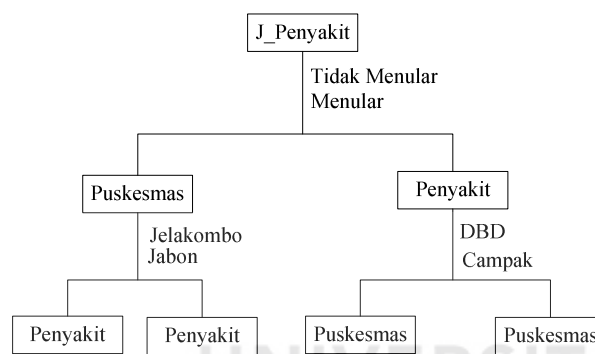 J_Penyakit
Tidak Menular
Menular
Puskesmas
Penyakit
Jelakombo
Jabon
DBD
Campak
Penyakit
Penyakit
Puskesmas
Puskesmas